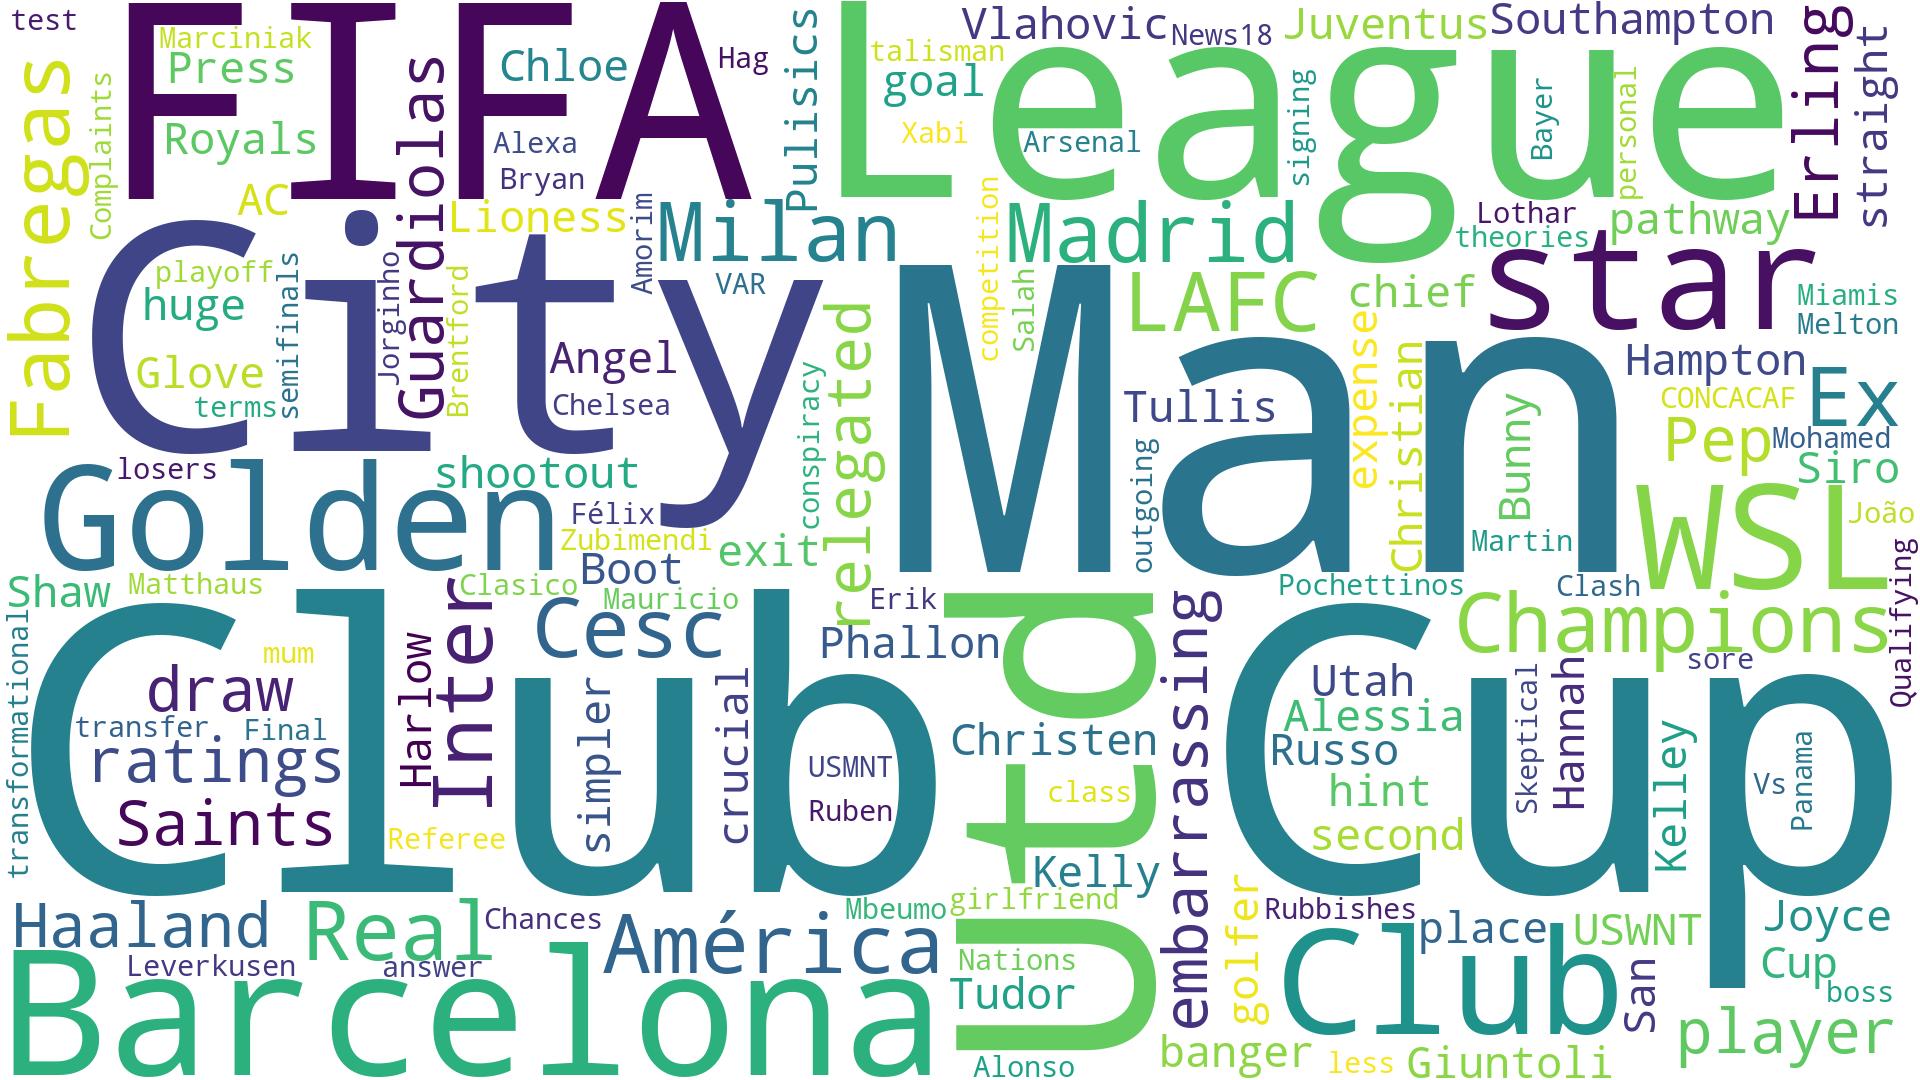 test
FIFA
Marciniak
Press
Royals
AC
Complaints
Fabregas
Chloe
Hag
Alexa
Bryan
Guardiolas
Lioness
Pulisics
League
talisman
goal
Xabi
Arsenal
Vlahovic
News18
Juventus
Southampton
signing
Bayer
personal
Erling
straight
City
playoff
huge
Glove
terms
semifinals
Jorginho
Brentford
Amorim
Milan
VAR
Angel
Chelsea
conspiracy
relegated
competition
Madrid
Salah
Man
LAFC
Tullis
outgoing
Lothar
theories
pathway
chief
star
Miamis
Melton
expense
Christian
Bunny
Martin
Hampton
CONCACAF
Ex
Pep
Mohamed
Siro
Golden
losers
shootout
Félix
Zubimendi
exit
Boot
WSL
João
Qualifying
Shaw
Matthaus
Clasico
Mauricio
Erik
Pochettinos
Clash
Champions
transformational
Club
mum
draw
transfer
Final
ratings
Saints
Harlow
Inter
Referee
Cesc
simpler
crucial
USMNT
Ruben
Phallon
Utd
Christen
class
Kelly
girlfriend
embarrassing
Cup
Utah
Alessia
Russo
hint
second
Skeptical
Hannah
Kelley
sore
Vs
Panama
Haaland
Leverkusen
Real
answer
Chances
América
Mbeumo
Barcelona
Nations
Tudor
Alonso
golfer
Rubbishes
place
USWNT
Joyce
Club
San
Cup
boss
banger
less
Giuntoli
player